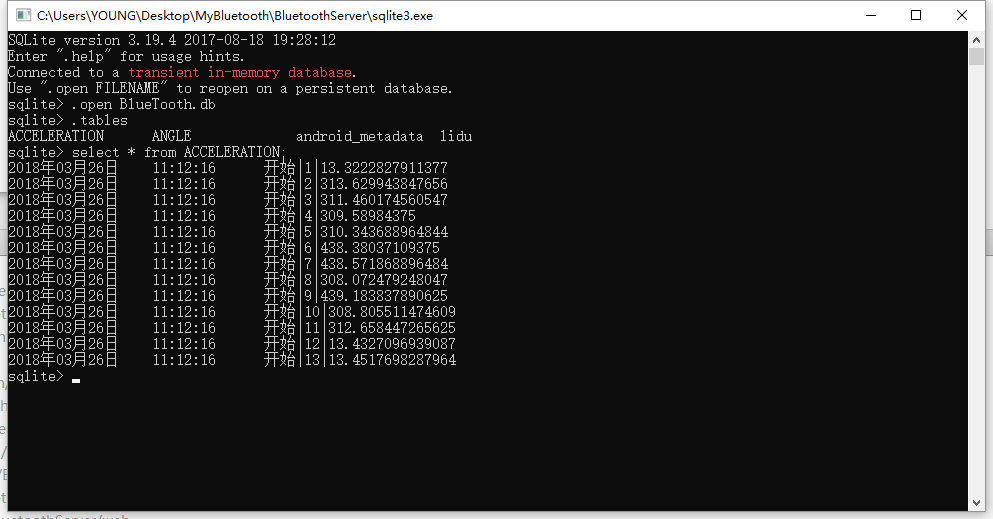 C:\Users\YOUNG\Desktop\MyBluetooth\BluetoothServer\sqlite3.exe
SQLite version 3.19.4 2017-08-18 19:28:12
Enter ".help" for usage hints.
Connected to a transient in-memory database.
Use ".open FILENAME" to reopen on a persistent database.
sqlite> .open BlueTooth.db
sqlite> .tables
ACCELERATION      ANGLE             android_metadata  lidu
sqlite> select * from ACCELERATION;
2018年03月26日    11:12:16      开始|1|13.3222827911377
2018年03月26日    11:12:16      开始|2|313.629943847656
2018年03月26日    11:12:16      开始|3|311.460174560547
2018年03月26日    11:12:16      开始|4|309.58984375
2018年03月26日    11:12:16      开始|5|310.343688964844
2018年03月26日    11:12:16      开始|6|438.38037109375
2018年03月26日    11:12:16      开始|7|438.571868896484
2018年03月26日    11:12:16      开始|8|308.072479248047
2018年03月26日    11:12:16      开始|9|439.183837890625
2018年03月26日    11:12:16      开始|10|308.805511474609
2018年03月26日    11:12:16      开始|11|312.658447265625
2018年03月26日    11:12:16      开始|12|13.4327096939087
2018年03月26日    11:12:16      开始|13|13.4517698287964
sqlite>